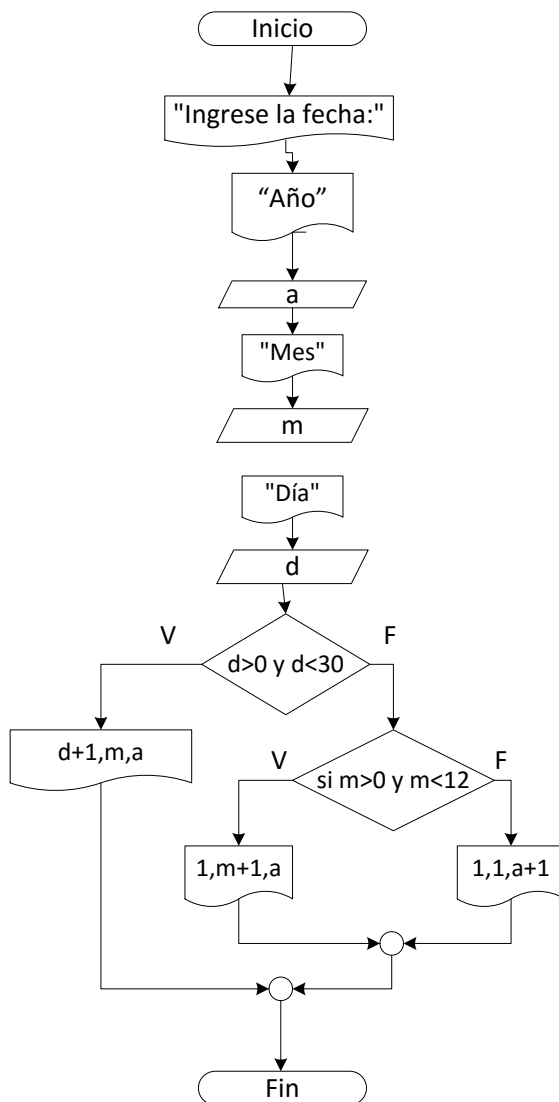 Inicio
"Ingrese la fecha:"
“Año”
a
"Mes"
m
"Día"
d
V
F
d>0 y d<30
d+1,m,a
V
F
si m>0 y m<12
1,m+1,a
1,1,a+1
Fin